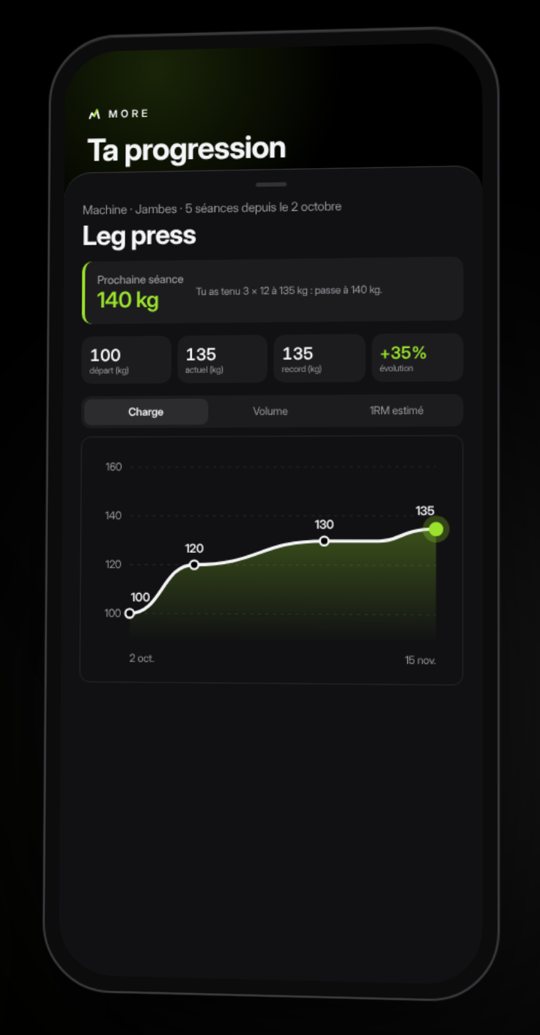 MORE
Ta progression
Machine · Jambes · 5 séances depuis le 2 octobre
Leg press
Prochaine séance
140 kg
Tu as tenu 3 × 12 à 135 kg : passe à 140 kg.
100 135 135 +35%
départ (kg) actuel (kg) record (kg) évolution
Charge Volume 1RM estimé
160
140
120
100
100
120
130
135
2 oct. 15 nov.